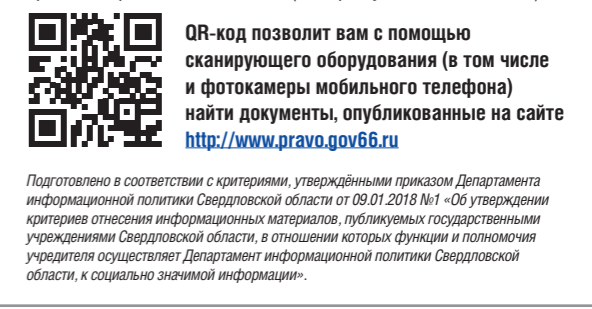 QR-код позволит вам с помощью
сканирующего оборудования (в том числе
и фотокамеры мобильного телефона)
найти документы, опубликованные на сайте
http://www.pravo.gov66.ru
Подготовлено в соответствии с критериями, утверждёнными приказом Департамента
информационной политики Свердловской области от 09.01.2018 №1 «Об утверждении
критериев отнесения информационных материалов, публикуемых государственными
учреждениями Свердловской области, в отношении которых функции и полномочия
учредителя осуществляет Департамент информационной политики Свердловской
области, к социально значимой информации».